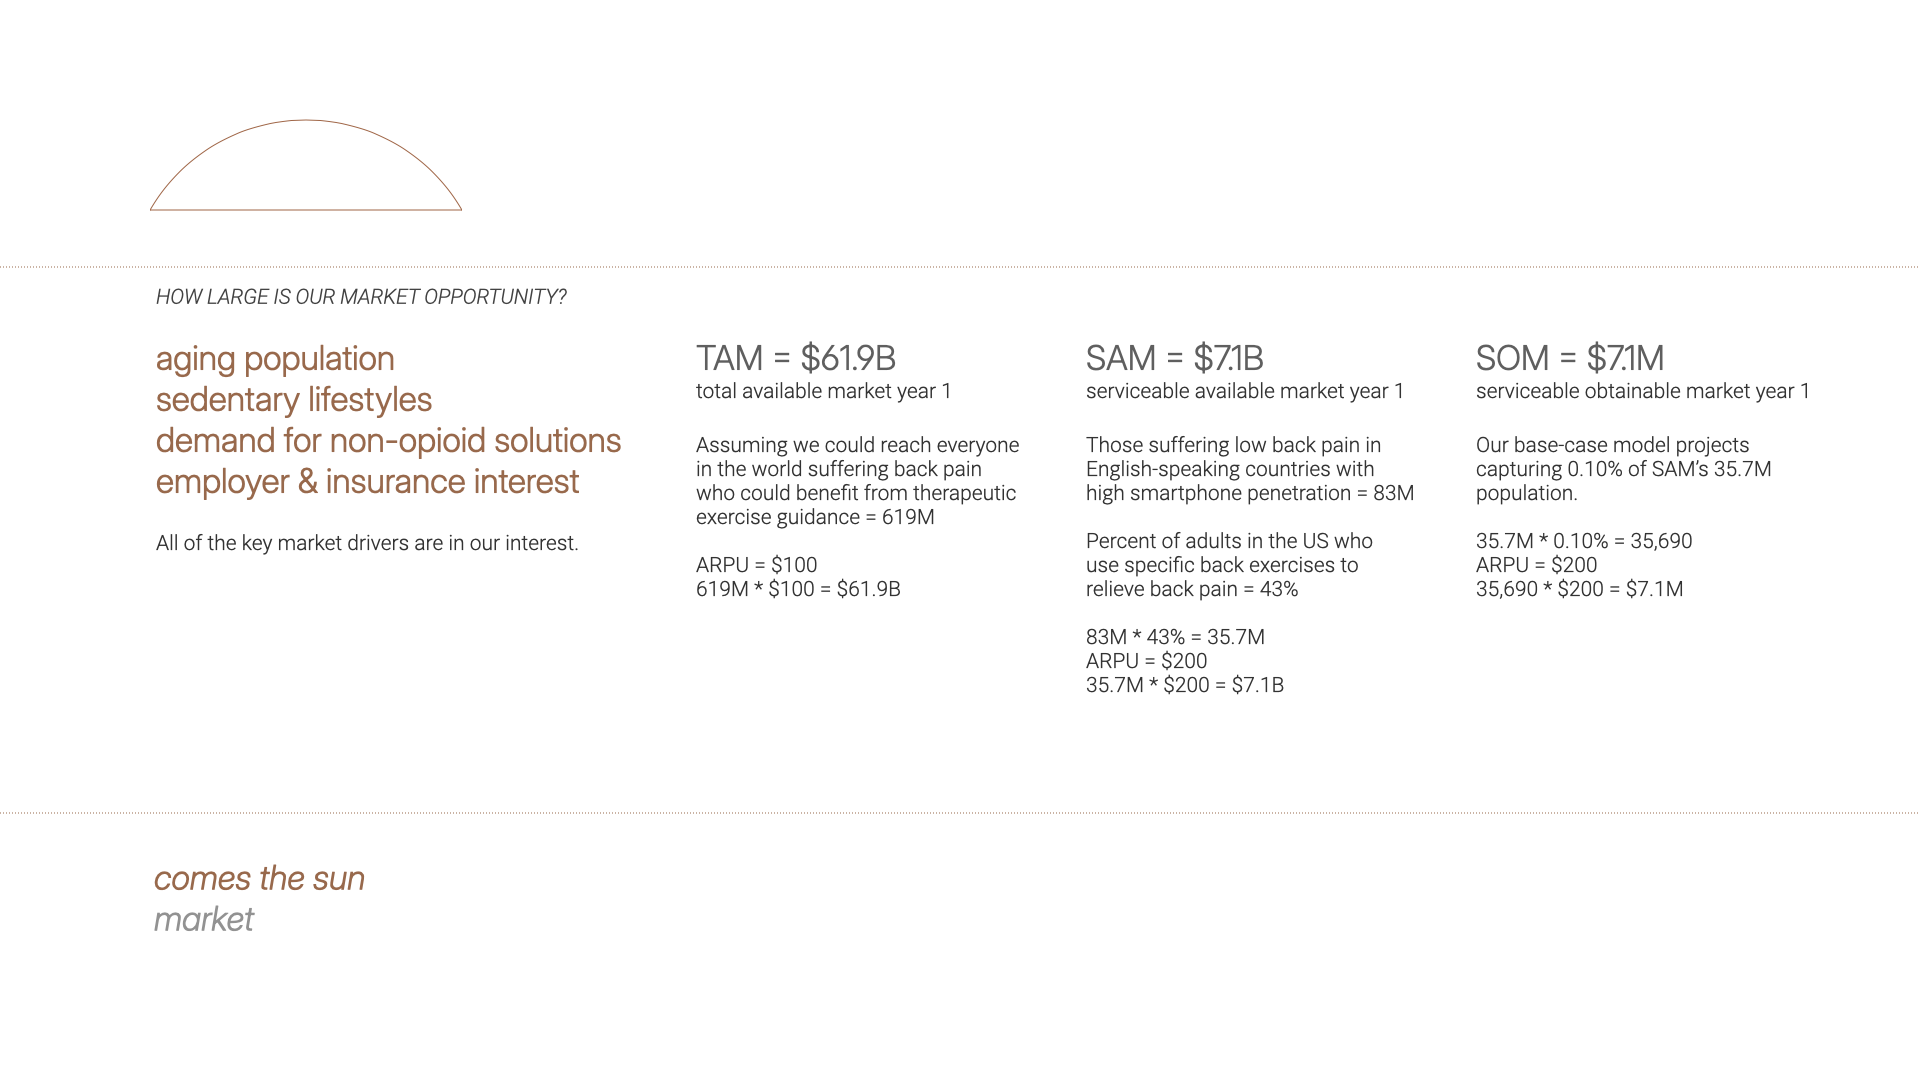 HOW LARGE IS OUR MARKET OPPORTUNITY?
aging population
sedentary lifestyles
demand for non-opioid solutions
employer & insurance interest
All of the key market drivers are in our interest.
TAM = $61.9B
total available market year 1
Assuming we could reach everyone
in the world suffering back pain
who could benefit from therapeutic
exercise guidance = 619M
ARPU = $100
619M * $100 = $61.9B
SAM = $7.1B
serviceable available market year 1
Those suffering low back pain in
English-speaking countries with
high smartphone penetration = 83M
Percent of adults in the US who
use specific back exercises to
relieve back pain = 43%
83M * 43% = 35.7M
ARPU = $200
35.7M * $200 = $7.1B
SOM = $7.1M
serviceable obtainable market year 1
Our base-case model projects
capturing 0.10% of SAM’s 35.7M
population.
35.7M * 0.10% = 35,690
ARPU = $200
35,690 * $200 = $7.1M
comes the sun
market